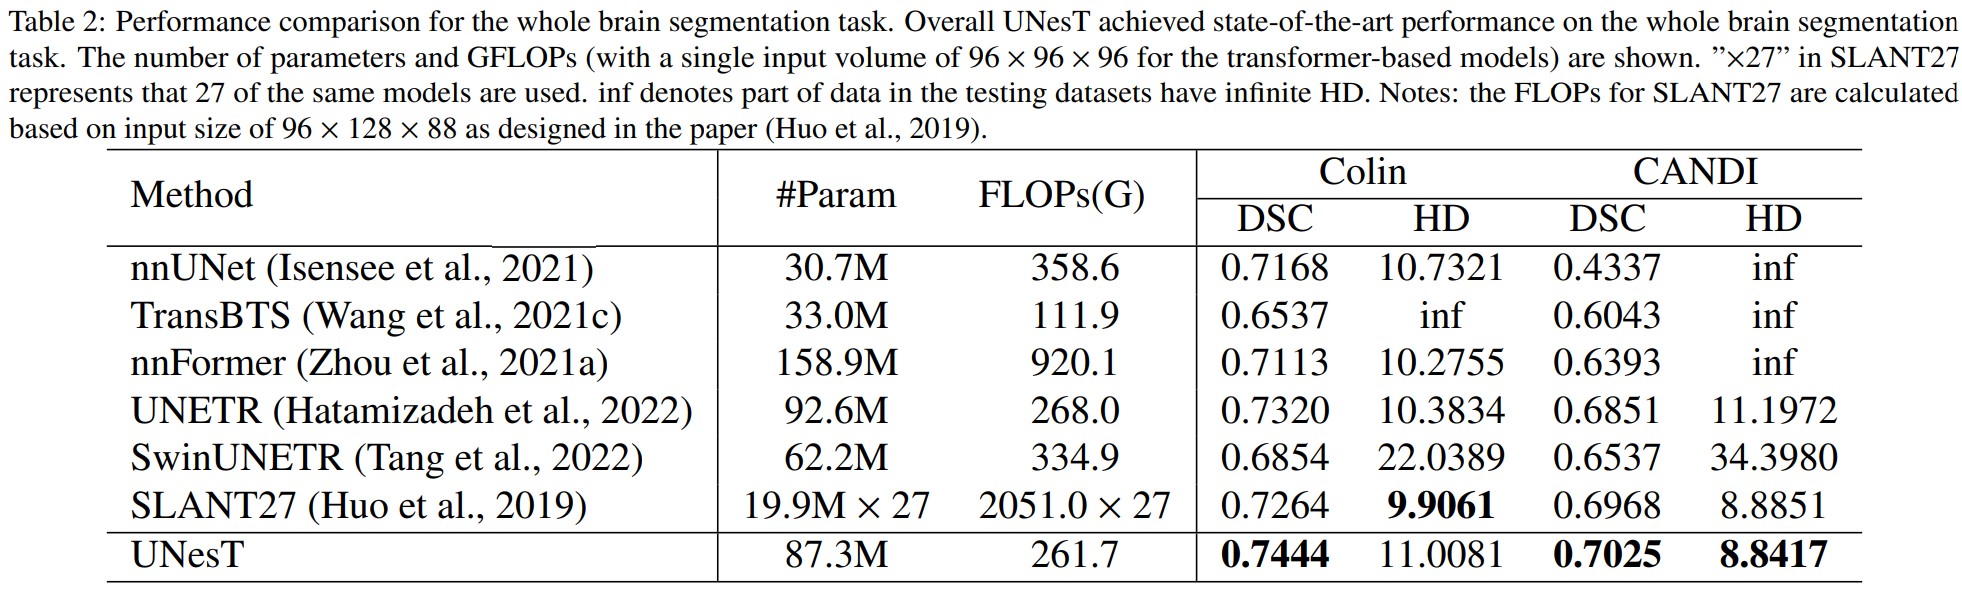 Table 2: Performance comparison for the whole brain segmentation task. Overall UNesT achieved state-of-the-art performance on the whole brain segmentation
task. The number of parameters and GFLOPs (with a single input volume of 96 × 96 × 96 for the transformer-based models) are shown. ”×27” in SLANT27
represents that 27 of the same models are used. inf denotes part of data in the testing datasets have infinite HD. Notes: the FLOPs for SLANT27 are calculated
based on input size of 96 × 128 × 88 as designed in the paper (Huo et al., 2019).
Method #Param FLOPs(G) Colin CANDI
DSC HD DSC HD
nnUNet (Isensee et al., 2021) 30.7M 358.6 0.7168 10.7321 0.4337 inf
TransBTS (Wang et al., 2021c) 33.0M 111.9 0.6537 inf 0.6043 inf
nnFormer (Zhou et al., 2021a) 158.9M 920.1 0.7113 10.2755 0.6393 inf
UNETR (Hatamizadeh et al., 2022) 92.6M 268.0 0.7320 10.3834 0.6851 11.1972
SwinUNETR (Tang et al., 2022) 62.2M 334.9 0.6854 22.0389 0.6537 34.3980
SLANT27 (Huo et al., 2019) 19.9M × 27 2051.0 × 27 0.7264 9.9061 0.6968 8.8851
UNesT 87.3M 261.7 0.7444 11.0081 0.7025 8.8417